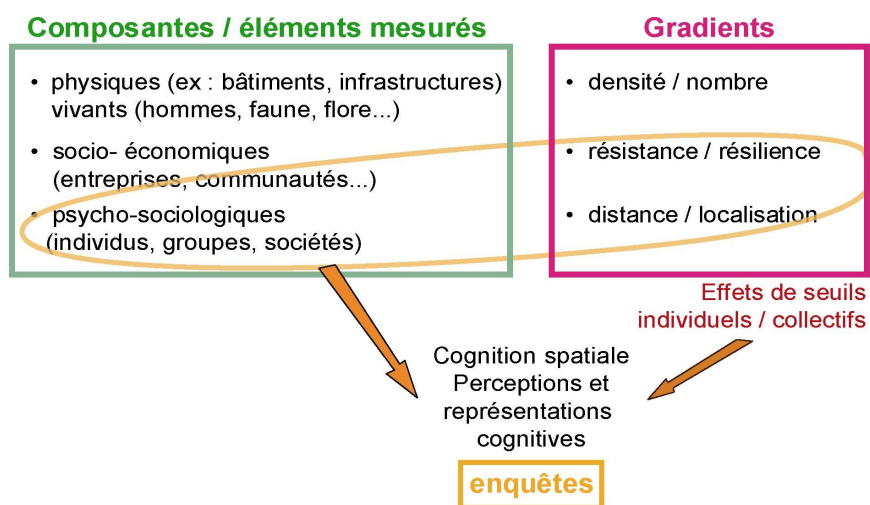 Composantes / éléments mesurés
• physiques (ex : bâtiments, infrastructures)
vivants (hommes, faune, flore...)
• socio- économiques
(entreprises, communautés...)
• psycho-sociologiques
(individus, groupes, sociétés)
Gradients
• densité / nombre
• résistance / résilience
• distance / localisation
Effets de seuils
individuels / collectifs
Cognition spatiale
Perceptions et
représentations
cognitives
enquêtes